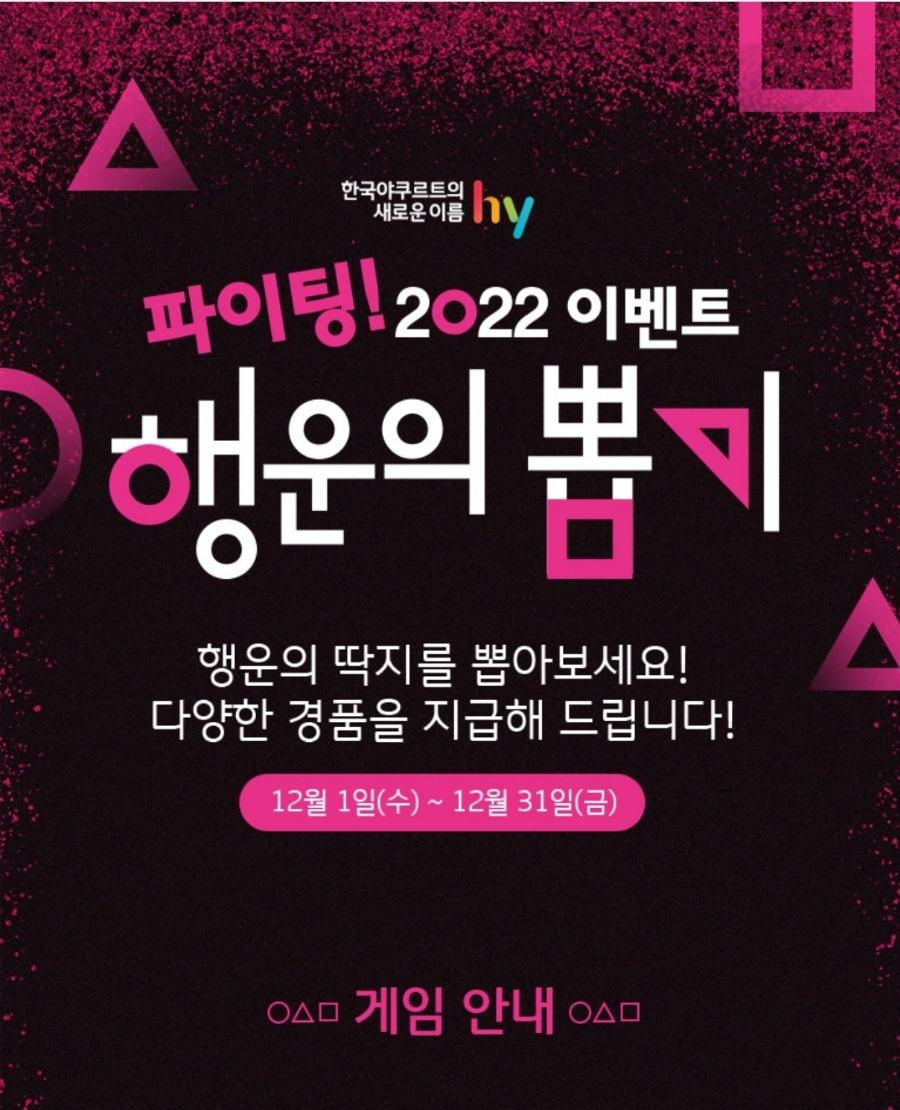 한국야쿠르트의
새로운 이름 hy
파이팅! 2022 이벤트
행운의 뽑기
행운의 딱지를 뽑아보세요!
다양한 경품을 지급해 드립니다!
12월 1일(수) ~ 12월 31일(금)
○△□ 게임 안내 ○△□